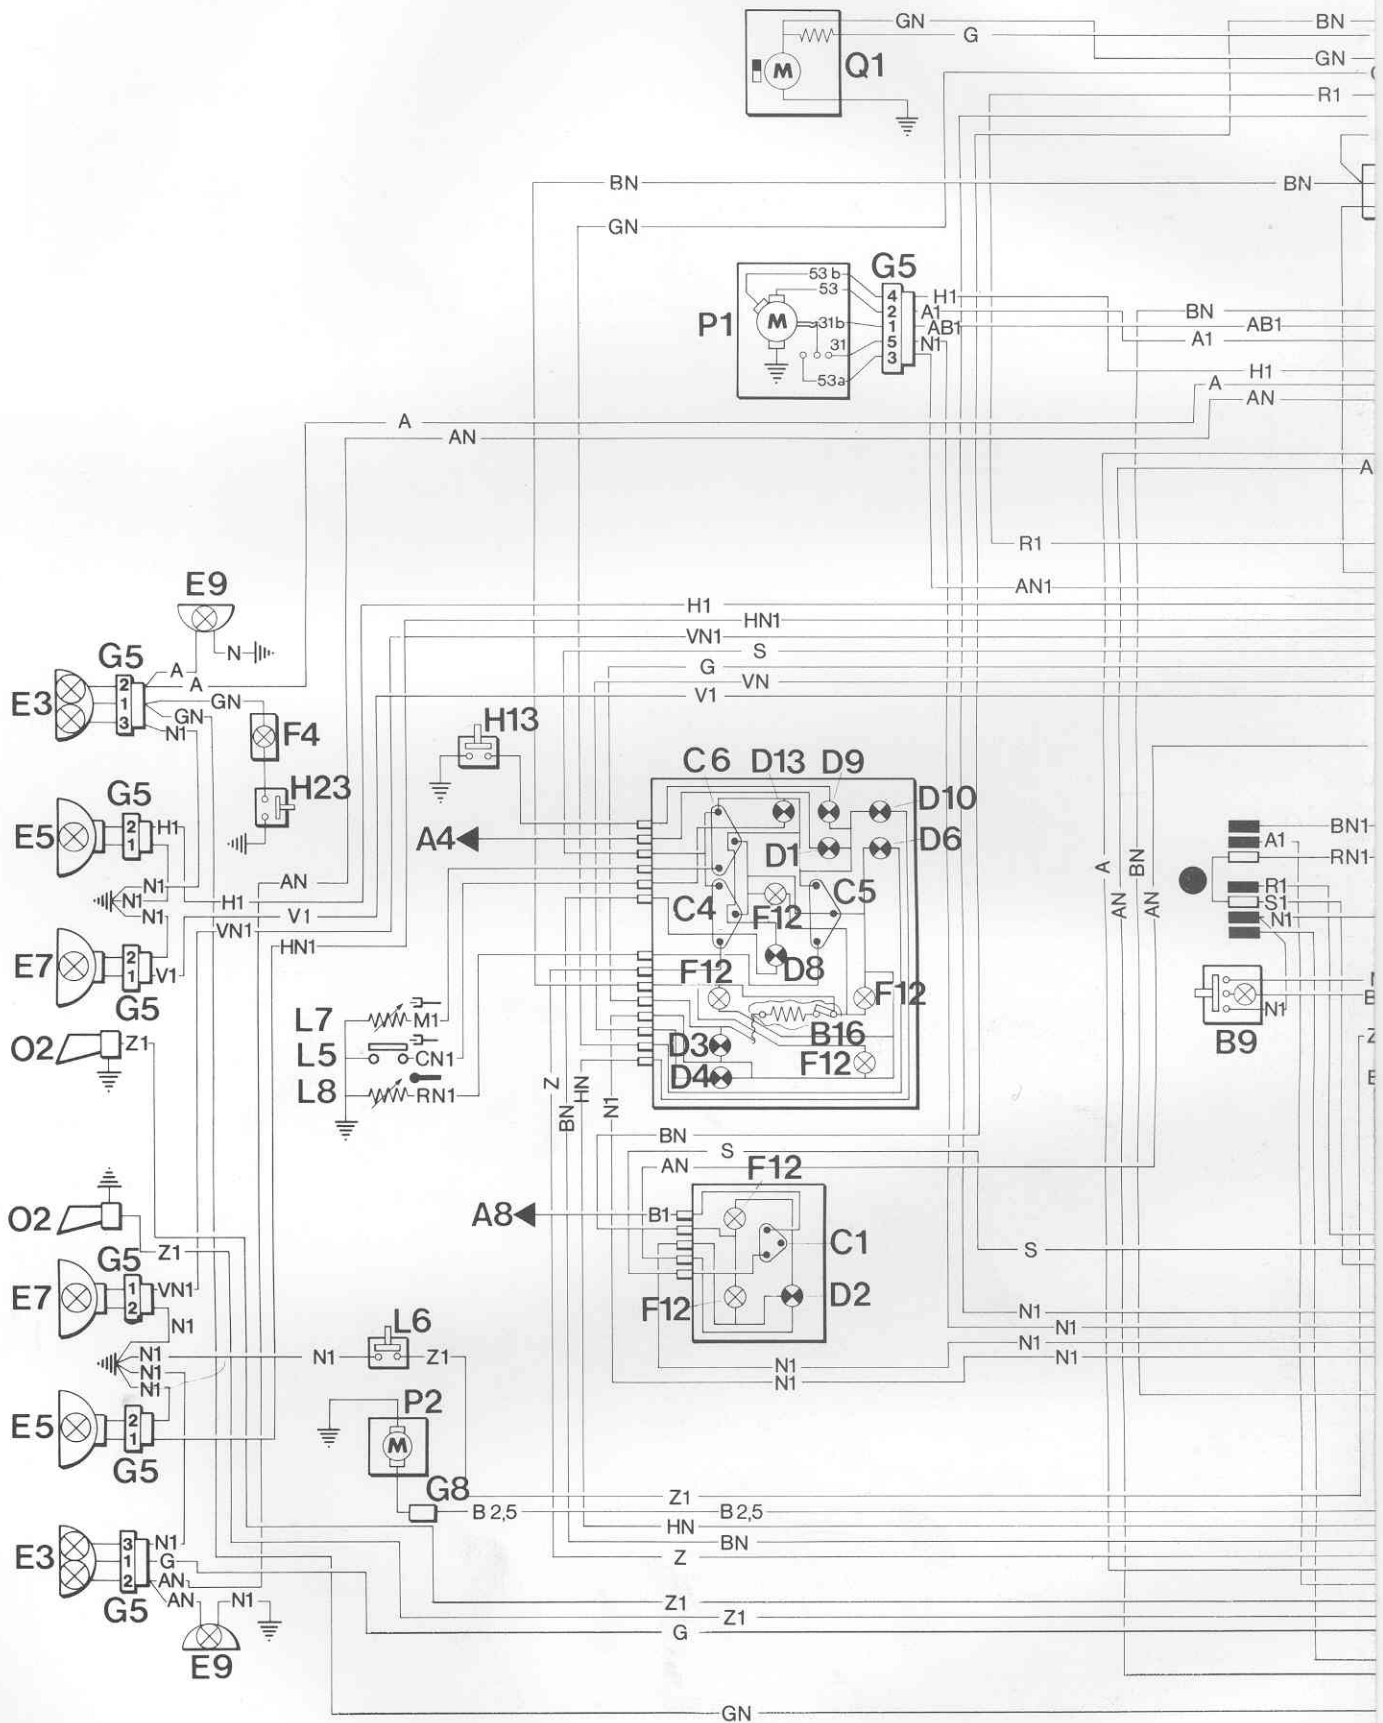 GN
BN
G
Q1
M
GN
R1
BN
BN
GN
G5
53 b
53
4
H1
2
A1
P1
M
31b
1
AB1
BN
AB1
31
5
N1
A1
3
53a
H1
A
AN
A
AN
A
R1
E9
AN1
H1
HN1
VN1
N
S
G5
G
A
VN
2
A
V1
E3
1
GN
GN
3
N1
F4
H13
C6
D13
D9
H23
G5
D10
E5
2
H1
1
A4
D1
D6
BN1
A1
RN1
A
BN
N1
AN
C5
R1
N1
H1
C4
F12
S1
N1
V1
AN
AN
N1
VN1
HN1
E7
2
1
V1
F12
D8
F12
G5
N1
L7
M1
B16
O2
Z1
L5
CN1
D3
F12
B9
L8
RN1
D4
Z
HN
BN
N1
BN
S
AN
F12
O2
A8
B1
C1
Z1
S
G5
E7
1
VN1
2
F12
D2
N1
L6
N1
N1
N1
N1
N1
Z1
N1
N1
N1
N1
N1
N1
P2
E5
2
1
M
G5
G8
Z1
B 2,5
B 2,5
HN
E3
3
N1
BN
1
G
Z
2
AN
AN
N1
G5
Z1
Z1
G
E9
GN